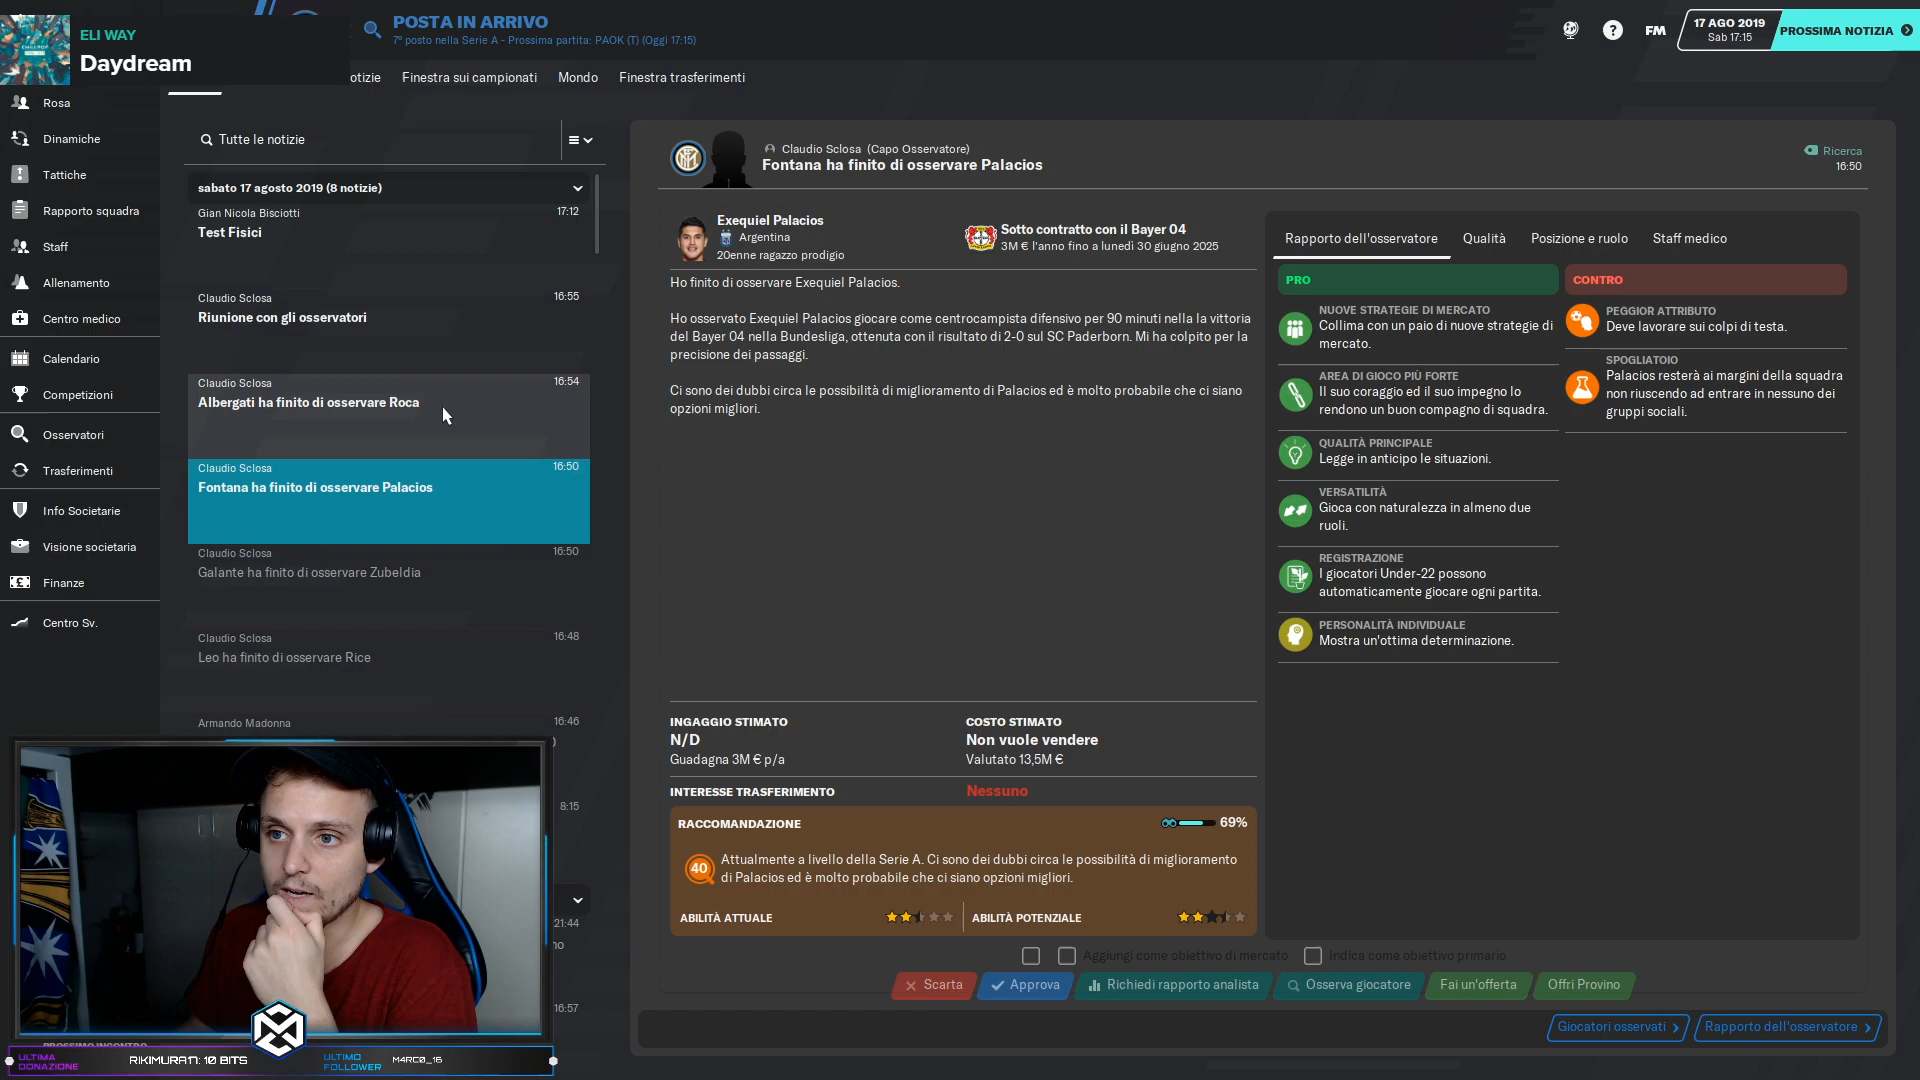 ELI WAY
Daydream
POSTA IN ARRIVO
7° posto nella Serie A - Prossima partita: PAOK (T) (Oggi 17:15)
FM
17 AGO 2019
Sab 17:15
PROSSIMA NOTIZIA
otizie
Finestra sui campionati
Mondo
Finestra trasferimenti
Rosa
Dinamiche
Tattiche
Rapporto squadra
Staff
Allenamento
Centro medico
Calendario
Competizioni
Osservatori
Trasferimenti
Info Societarie
Visione societaria
Finanze
Centro Sv.
Tutte le notizie
sabato 17 agosto 2019 (8 notizie)
Gian Nicola Bisciotti 17:12
Test Fisici
Claudio Sclosa 16:55
Riunione con gli osservatori
Claudio Sclosa 16:54
Albergati ha finito di osservare Roca
Claudio Sclosa 16:50
Fontana ha finito di osservare Palacios
Claudio Sclosa 16:50
Galante ha finito di osservare Zubeldia
Claudio Sclosa 16:48
Leo ha finito di osservare Rice
Armando Madonna 16:46
8:15
21:44
no
16:57
Claudio Sclosa (Capo Osservatore)
Fontana ha finito di osservare Palacios
Ricerca
16:50
Exequiel Palacios
Argentina
20enne ragazzo prodigio
Sotto contratto con il Bayer 04
3M € l'anno fino a lunedì 30 giugno 2025
Ho finito di osservare Exequiel Palacios.
Ho osservato Exequiel Palacios giocare come centrocampista difensivo per 90 minuti nella la vittoria
del Bayer 04 nella Bundesliga, ottenuta con il risultato di 2-0 sul SC Paderborn. Mi ha colpito per la
precisione dei passaggi.
Ci sono dei dubbi circa le possibilità di miglioramento di Palacios ed è molto probabile che ci siano
opzioni migliori.
INGAGGIO STIMATO
N/D
Guadagna 3M € p/a
COSTO STIMATO
Non vuole vendere
Valutato 13,5M €
INTERESSE TRASFERIMENTO
Nessuno
RACCOMANDAZIONE
69%
40
Attualmente a livello della Serie A. Ci sono dei dubbi circa le possibilità di miglioramento
di Palacios ed è molto probabile che ci siano opzioni migliori.
ABILITÀ ATTUALE
ABILITÀ POTENZIALE
Rapporto dell'osservatore
Qualità
Posizione e ruolo
Staff medico
PRO
NUOVE STRATEGIE DI MERCATO
Collima con un paio di nuove strategie di
mercato.
AREA DI GIOCO PIÙ FORTE
Il suo coraggio ed il suo impegno lo
rendono un buon compagno di squadra.
QUALITÀ PRINCIPALE
Legge in anticipo le situazioni.
VERSATILITÀ
Gioca con naturalezza in almeno due
ruoli.
REGISTRAZIONE
I giocatori Under-22 possono
automaticamente giocare ogni partita.
PERSONALITÀ INDIVIDUALE
Mostra un'ottima determinazione.
CONTRO
PEGGIOR ATTRIBUTO
Deve lavorare sui colpi di testa.
SPOGLIATOIO
Palacios resterà ai margini della squadra
non riuscendo ad entrare in nessuno dei
gruppi sociali.
Aggiungi come obiettivo di mercato
Indica come obiettivo primario
Scarta
Approva
Richiedi rapporto analista
Osserva giocatore
Fai un'offerta
Offri Provino
Giocatori osservati
Rapporto dell'osservatore
PROSSIMO INCONTRO
ULTIMA
DONAZIONE
RIKIMURA17: 10 BITS
ULTIMO
FOLLOWER
M4RC0_16